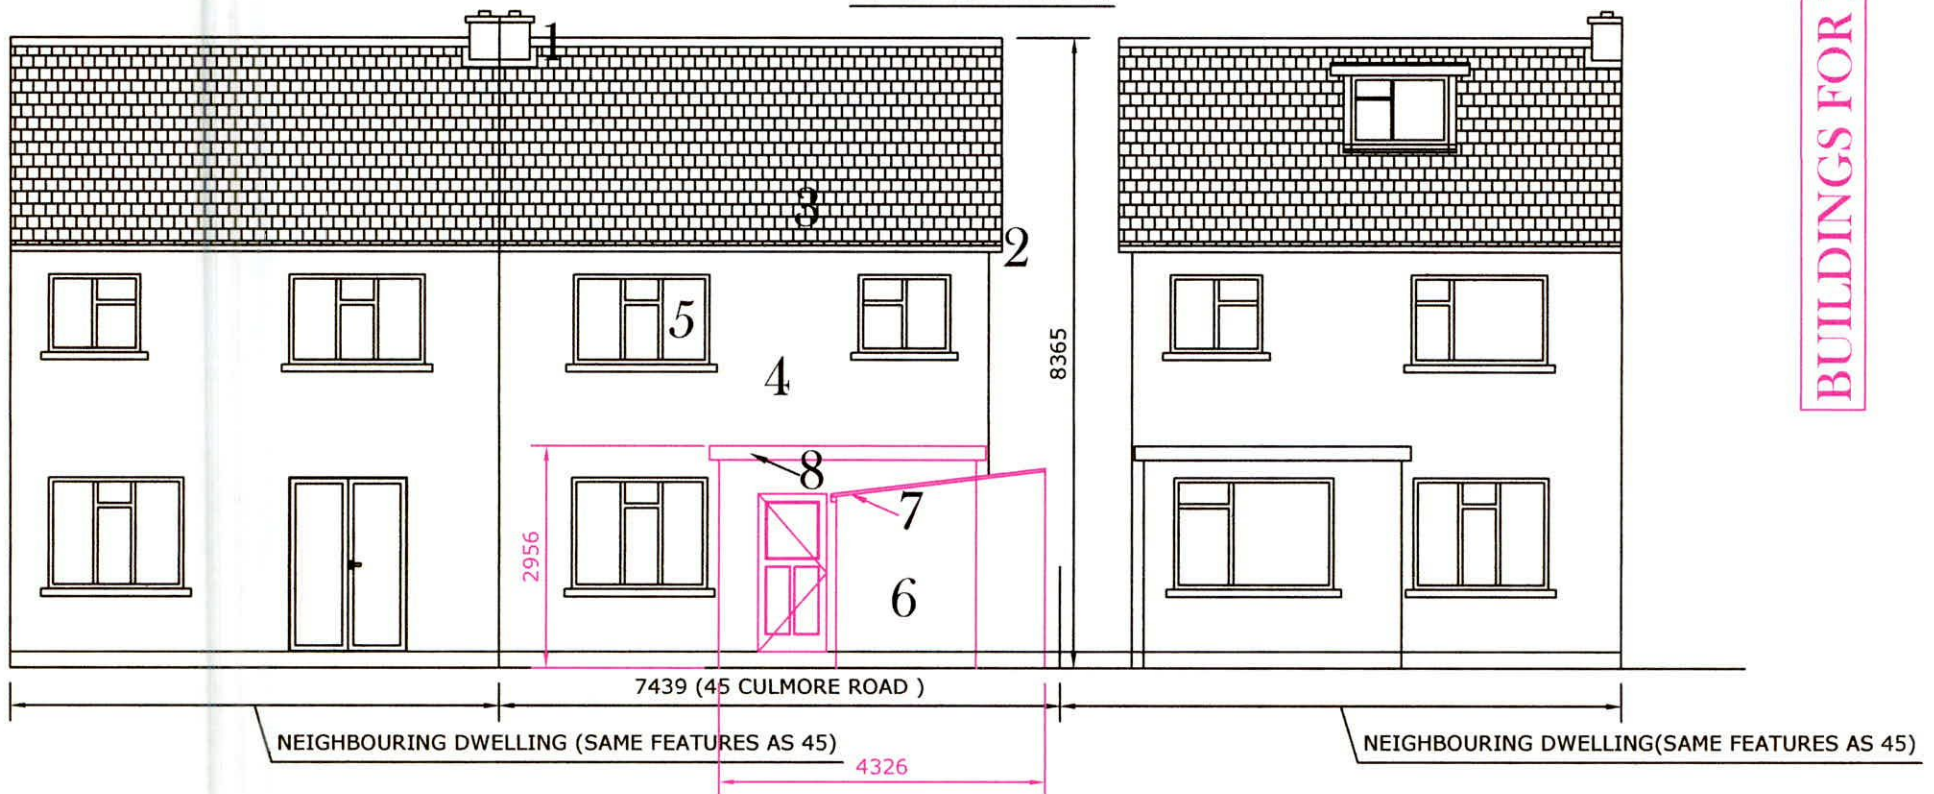 1
3
2
5
4
8365
8
7
2956
6
7439 (45 CULMORE ROAD )
NEIGHBOURING DWELLING (SAME FEATURES AS 45)
NEIGHBOURING DWELLING(SAME FEATURES AS 45)
4326
BUILDINGS FOR